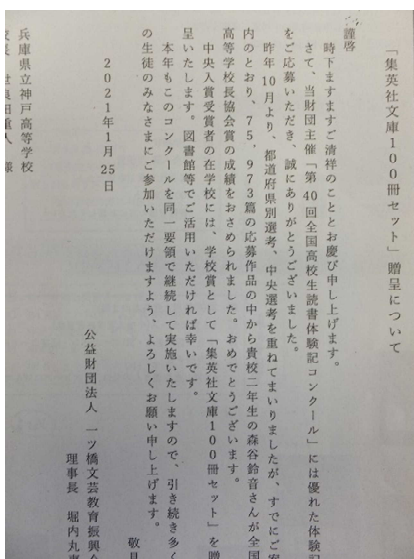 「集英社文庫100冊セット」贈呈について
謹啓
時下ますますご清祥のこととお慶び申し上げます。
さて、当財団主催「第40回全国高校生読書体験記コンクール」には優れた体験記
をご応募いただき、誠にありがとうございました。
昨年10月より、都道府県別選考、中央選考を重ねてまいりましたが、すでにご案
内のとおり、75，973篇の応募作品の中から貴校二年生の森谷鈴音さんが全国
高等学校長協会賞の成績をおさめられました。おめでとうございます。
中央入賞受賞者の在学校には、学校賞として「集英社文庫100冊セット」を贈
呈いたします。図書館等でご活用いただければ幸いです。
本年もこのコンクールを同一要領で継続して実施いたしますので、引き続き多く
の生徒のみなさまにご参加いただけますよう、よろしくお願い申し上げます。
敬具
2021年1月25日
公益財団法人 一ツ橋文芸教育振興会
理事長 堀内丸恵
兵庫県立神戸高等学校
校長 世良田重人 様